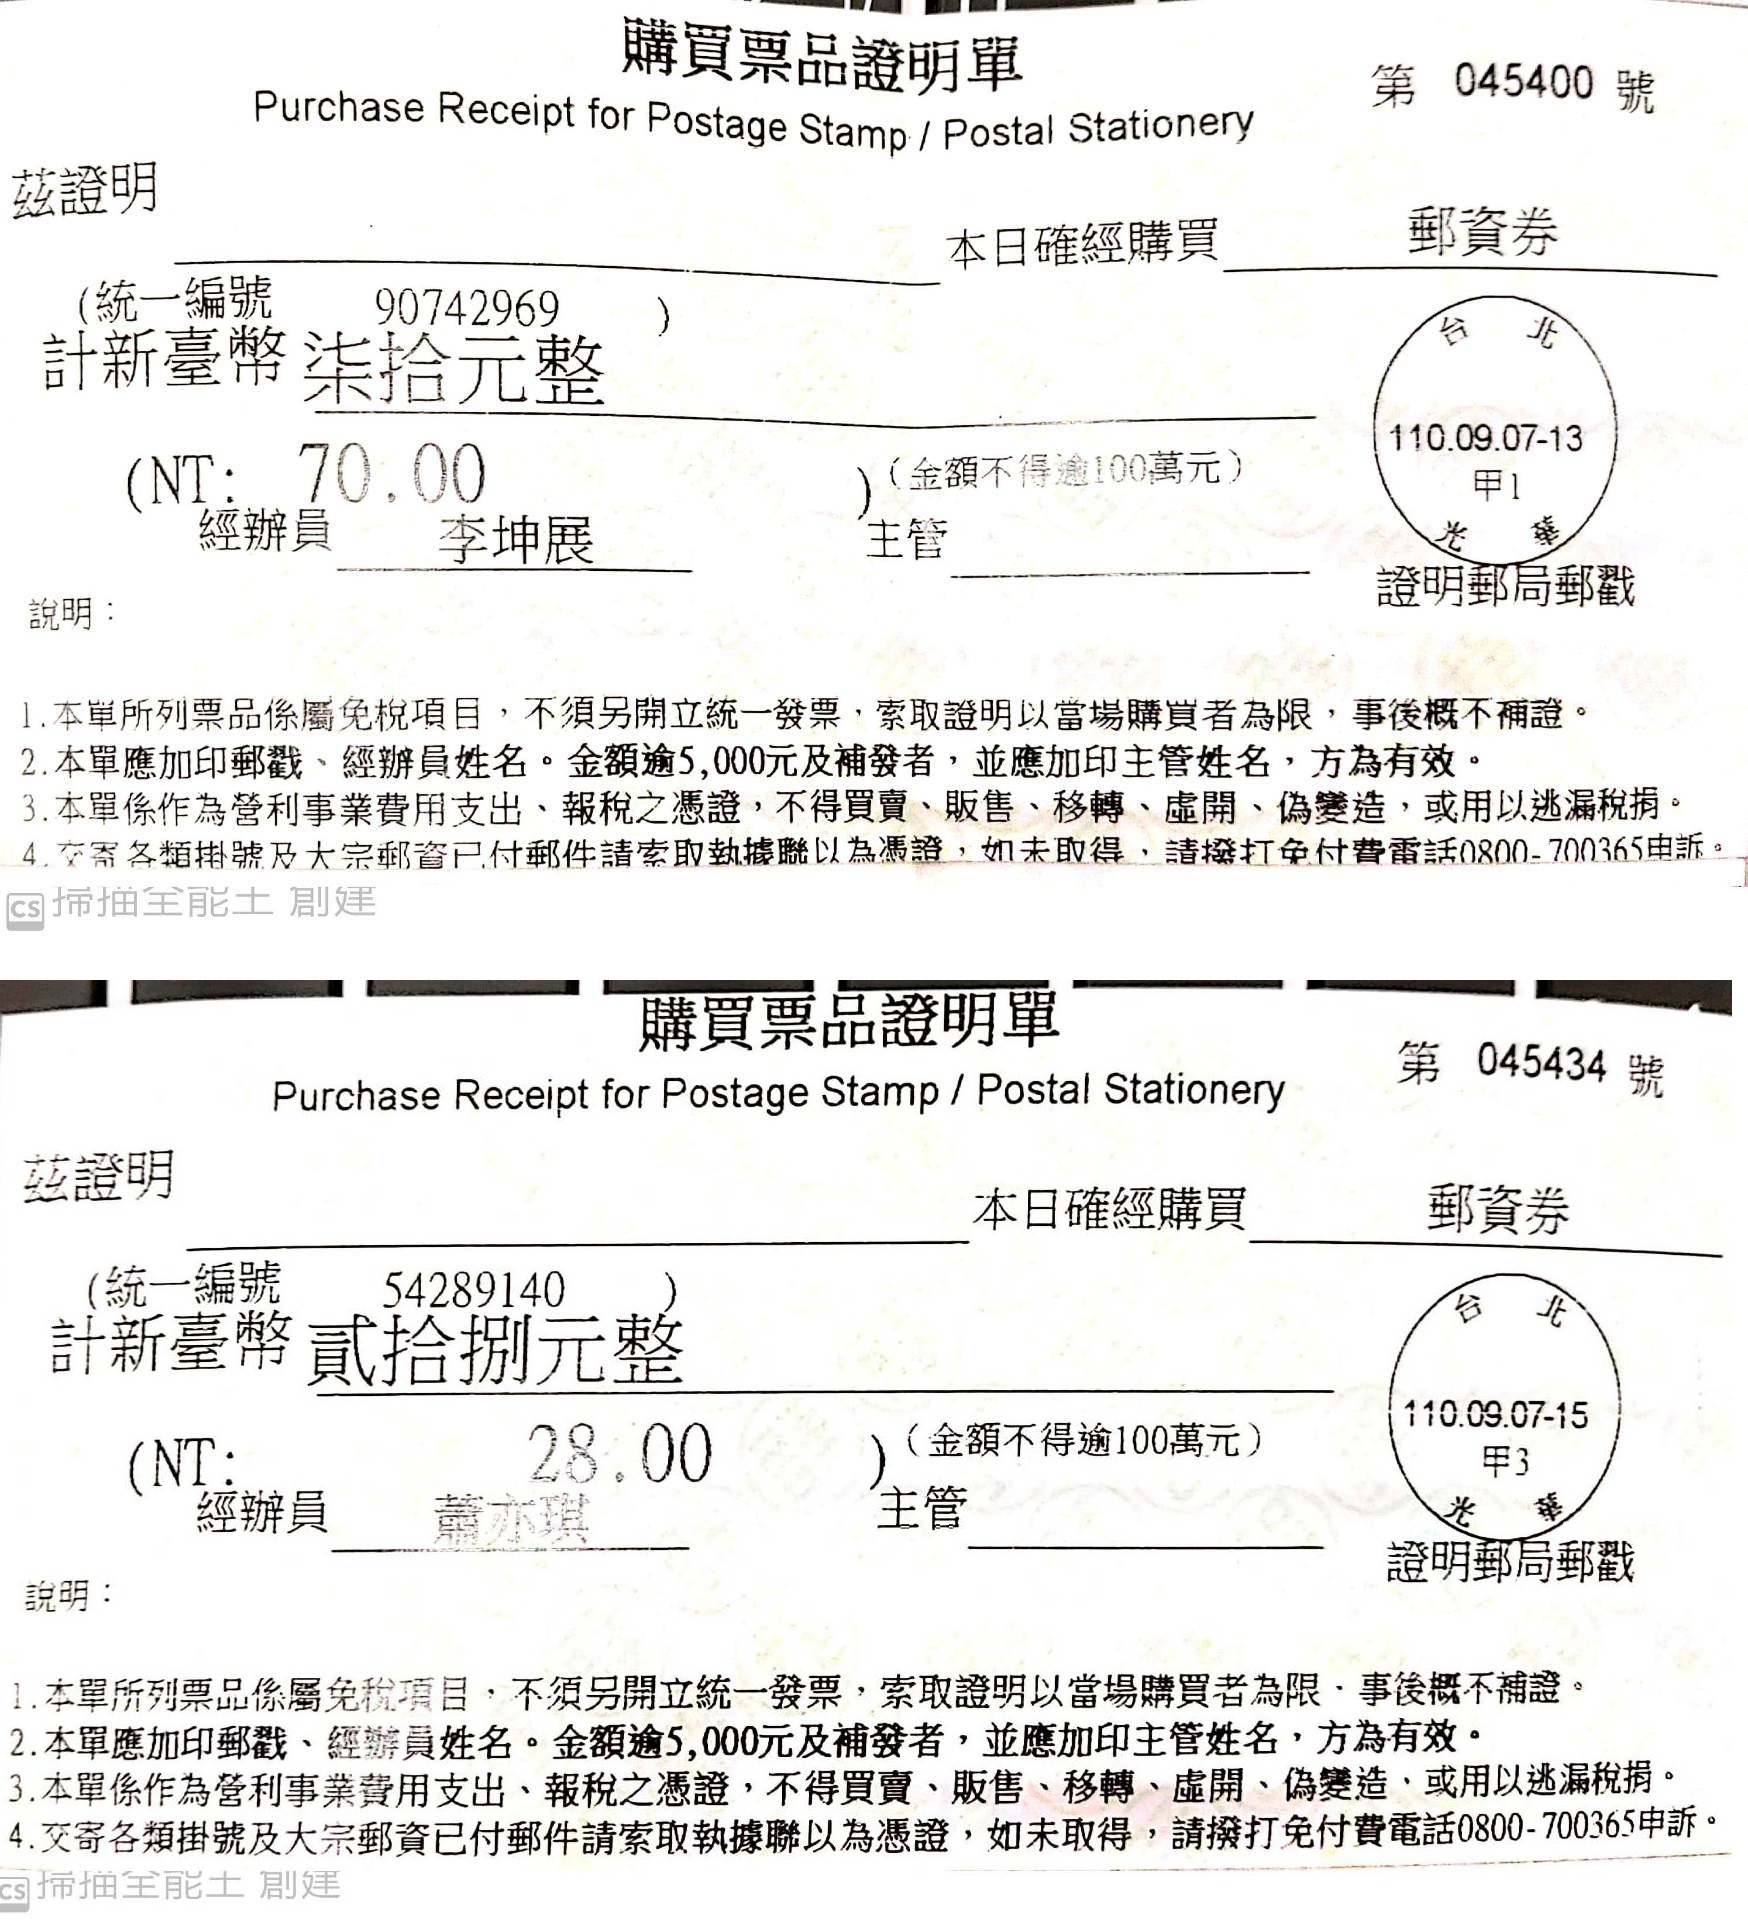 購買票品證明單
第 045400 號
Purchase Receipt for Postage Stamp / Postal Stationery
茲證明
本日確經購買 郵資券
(統一編號 90742969 )
計新臺幣 柒拾元整
(NT: 70.00 ) (金額不得逾100萬元)
經辦員 李坤展 主管
台北
110.09.07-13
甲1
光華
證明郵局郵戳
說明：
1.本單所列票品係屬免稅項目，不須另開立統一發票，索取證明以當場購買者為限，事後概不補證。
2.本單應加印郵戳、經辦員姓名。金額逾5,000元及補發者，並應加印主管姓名，方為有效。
3.本單係作為營利事業費用支出、報稅之憑證，不得買賣、販售、移轉、虛開、偽變造，或用以逃漏稅捐。
4.交寄各類掛號及大宗郵資已付郵件請索取執據聯以為憑證，如未取得，請撥打免付費電話0800-700365申訴。
CS 掃描全能王 創建
購買票品證明單
第 045434 號
Purchase Receipt for Postage Stamp / Postal Stationery
茲證明
本日確經購買 郵資券
(統一編號 54289140 )
計新臺幣 貳拾捌元整
(NT: 28.00 ) (金額不得逾100萬元)
經辦員 蕭亦琪 主管
台北
110.09.07-15
甲3
光華
證明郵局郵戳
說明：
1.本單所列票品係屬免稅項目，不須另開立統一發票，索取證明以當場購買者為限，事後概不補證。
2.本單應加印郵戳、經辦員姓名。金額逾5,000元及補發者，並應加印主管姓名，方為有效。
3.本單係作為營利事業費用支出、報稅之憑證，不得買賣、販售、移轉、虛開、偽變造，或用以逃漏稅捐。
4.交寄各類掛號及大宗郵資已付郵件請索取執據聯以為憑證，如未取得，請撥打免付費電話0800-700365申訴。
CS 掃描全能王 創建